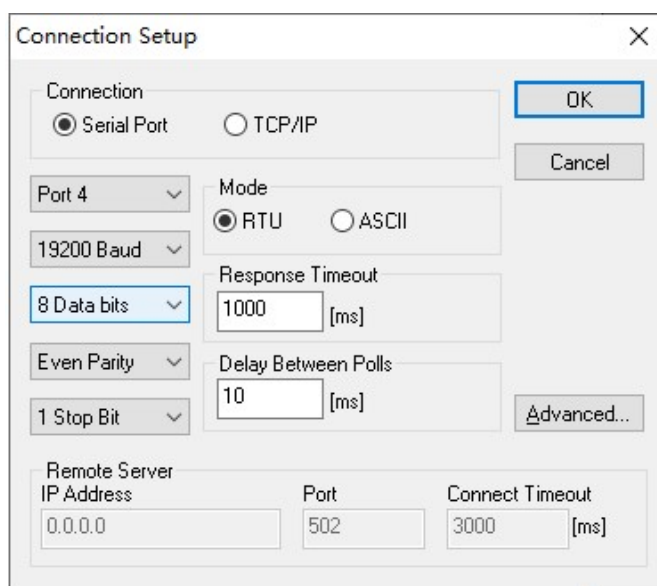 Connection Setup
Connection
Serial Port
TCP/IP
OK
Cancel
Port 4
19200 Baud
8 Data bits
Even Parity
1 Stop Bit
Mode
RTU
ASCII
Response Timeout
1000 [ms]
Delay Between Polls
10 [ms]
Advanced...
Remote Server
IP Address
Port
Connect Timeout
0.0.0.0
502
3000 [ms]